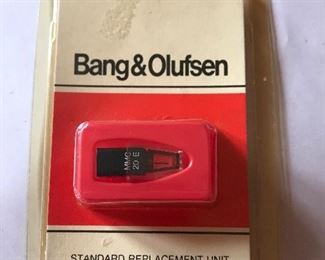 Bang&Olufsen
MMC
20 E
STANDARD REPLACEMENT UNIT